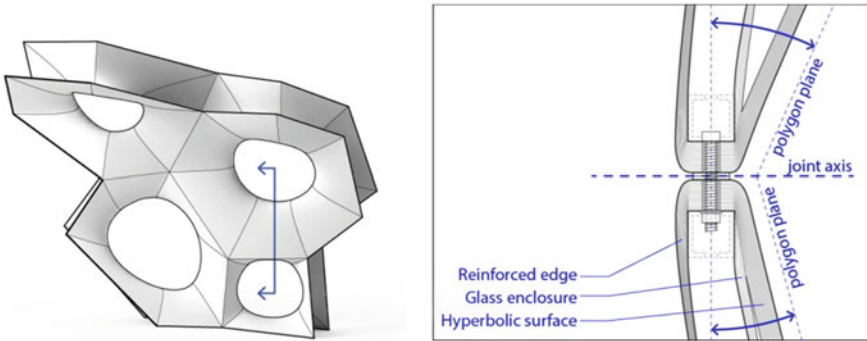 polygon plane
joint axis
polygon plane
Reinforced edge
Glass enclosure
Hyperbolic surface